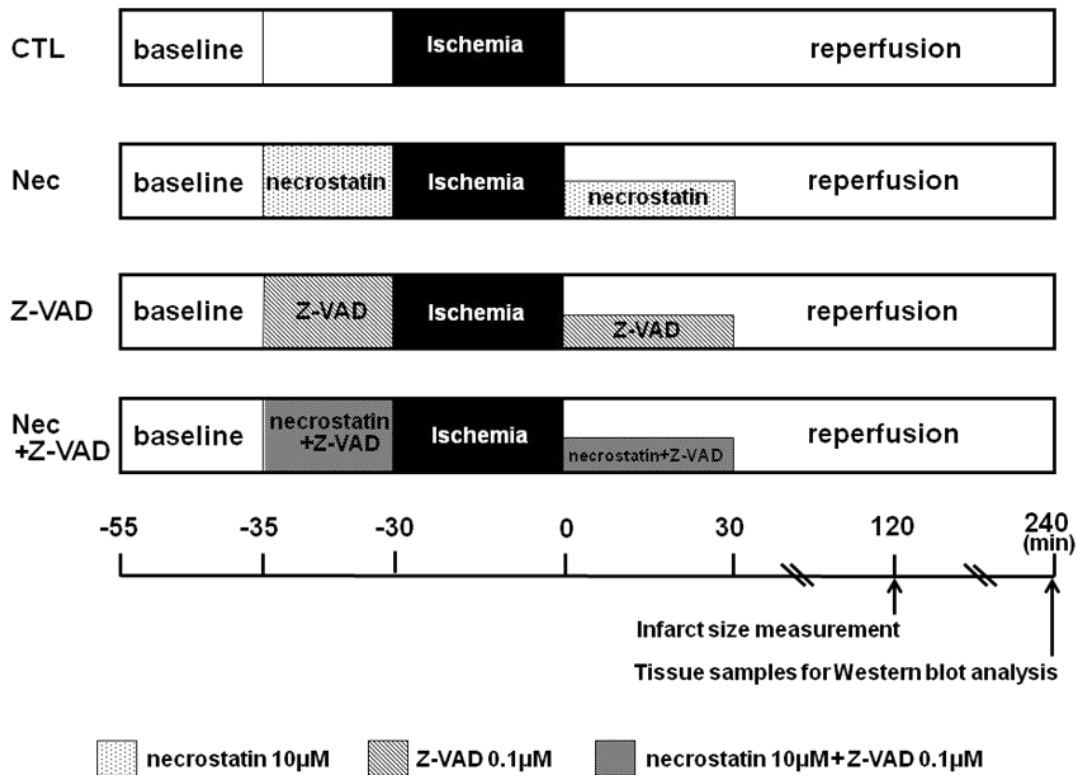 CTL
baseline
Ischemia
reperfusion
Nec
baseline
necrostatin
Ischemia
necrostatin
reperfusion
Z-VAD
baseline
Z-VAD
Ischemia
Z-VAD
reperfusion
Nec
+Z-VAD
baseline
necrostatin
+Z-VAD
Ischemia
necrostatin+Z-VAD
reperfusion
-55 -35 -30 0 30 120 240
(min)
Infarct size measurement
Tissue samples for Western blot analysis
necrostatin 10μM Z-VAD 0.1μM necrostatin 10μM+Z-VAD 0.1μM